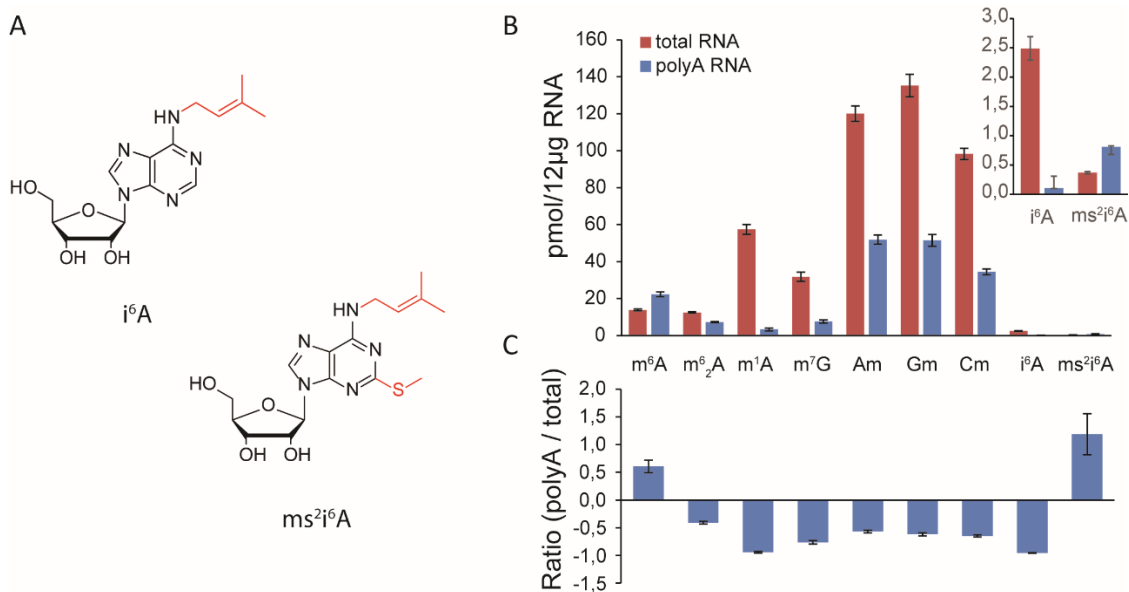 A
HN
N
N
N
N
HO
O
OH
OH
i⁶A
HN
N
N
N
N
S
HO
O
OH
OH
ms²i⁶A
B
total RNA
polyA RNA
pmol/12µg RNA
160
140
120
100
80
60
40
20
0
3,0
2,5
2,0
1,5
1,0
0,5
0,0
i⁶A ms²i⁶A
m⁶A m⁶₂A m¹A m⁷G Am Gm Cm i⁶A ms²i⁶A
C
Ratio (polyA / total)
2,0
1,5
1,0
0,5
0,0
-0,5
-1,0
-1,5